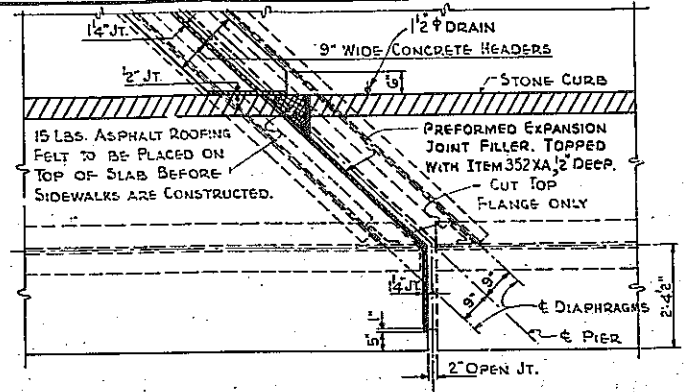 1¼" JT.
1½" ⌀ DRAIN
9" WIDE CONCRETE HEADERS
½" JT.
6"
STONE CURB
15 LBS. ASPHALT ROOFING
FELT TO BE PLACED ON
TOP OF SLAB BEFORE
SIDEWALKS ARE CONSTRUCTED.
PREFORMED EXPANSION
JOINT FILLER. TOPPED
WITH ITEM 352XA, ½" DEEP.
CUT TOP
FLANGE ONLY
¼" JT.
9"
9"
℄ DIAPHRAGMS
℄ PIER
2'-4½"
1"
5"
2" OPEN JT.